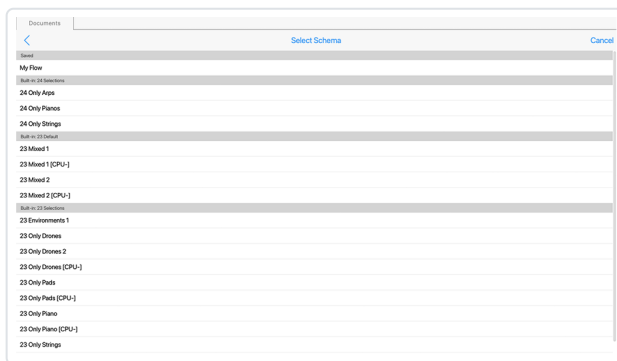 Documents
Select Schema
Cancel
Saved
My Flow
Built-in: 24 Selections
24 Only Arps
24 Only Pianos
24 Only Strings
Built-in: 23 Default
23 Mixed 1
23 Mixed 1 [CPU-]
23 Mixed 2
23 Mixed 2 [CPU-]
Built-in: 23 Selections
23 Environments 1
23 Only Drones
23 Only Drones 2
23 Only Drones [CPU-]
23 Only Pads
23 Only Pads [CPU-]
23 Only Piano
23 Only Piano [CPU-]
23 Only Strings